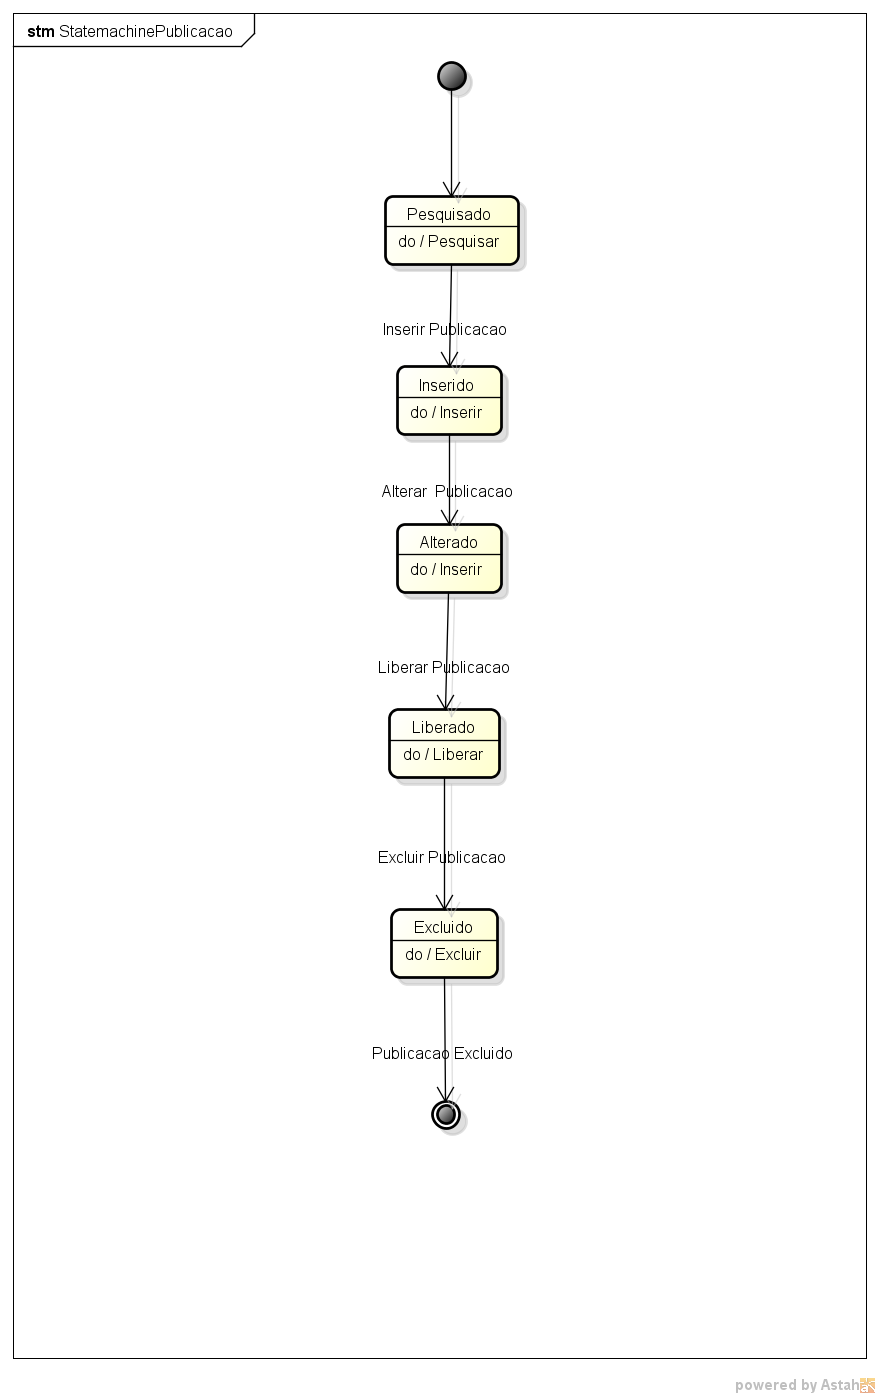 stm StatemachinePublicacao
Pesquisado
do / Pesquisar
Inserir Publicacao
Inserido
do / Inserir
Alterar  Publicacao
Alterado
do / Inserir
Liberar Publicacao
Liberado
do / Liberar
Excluir Publicacao
Excluido
do / Excluir
Publicacao Excluido
powered by Astah